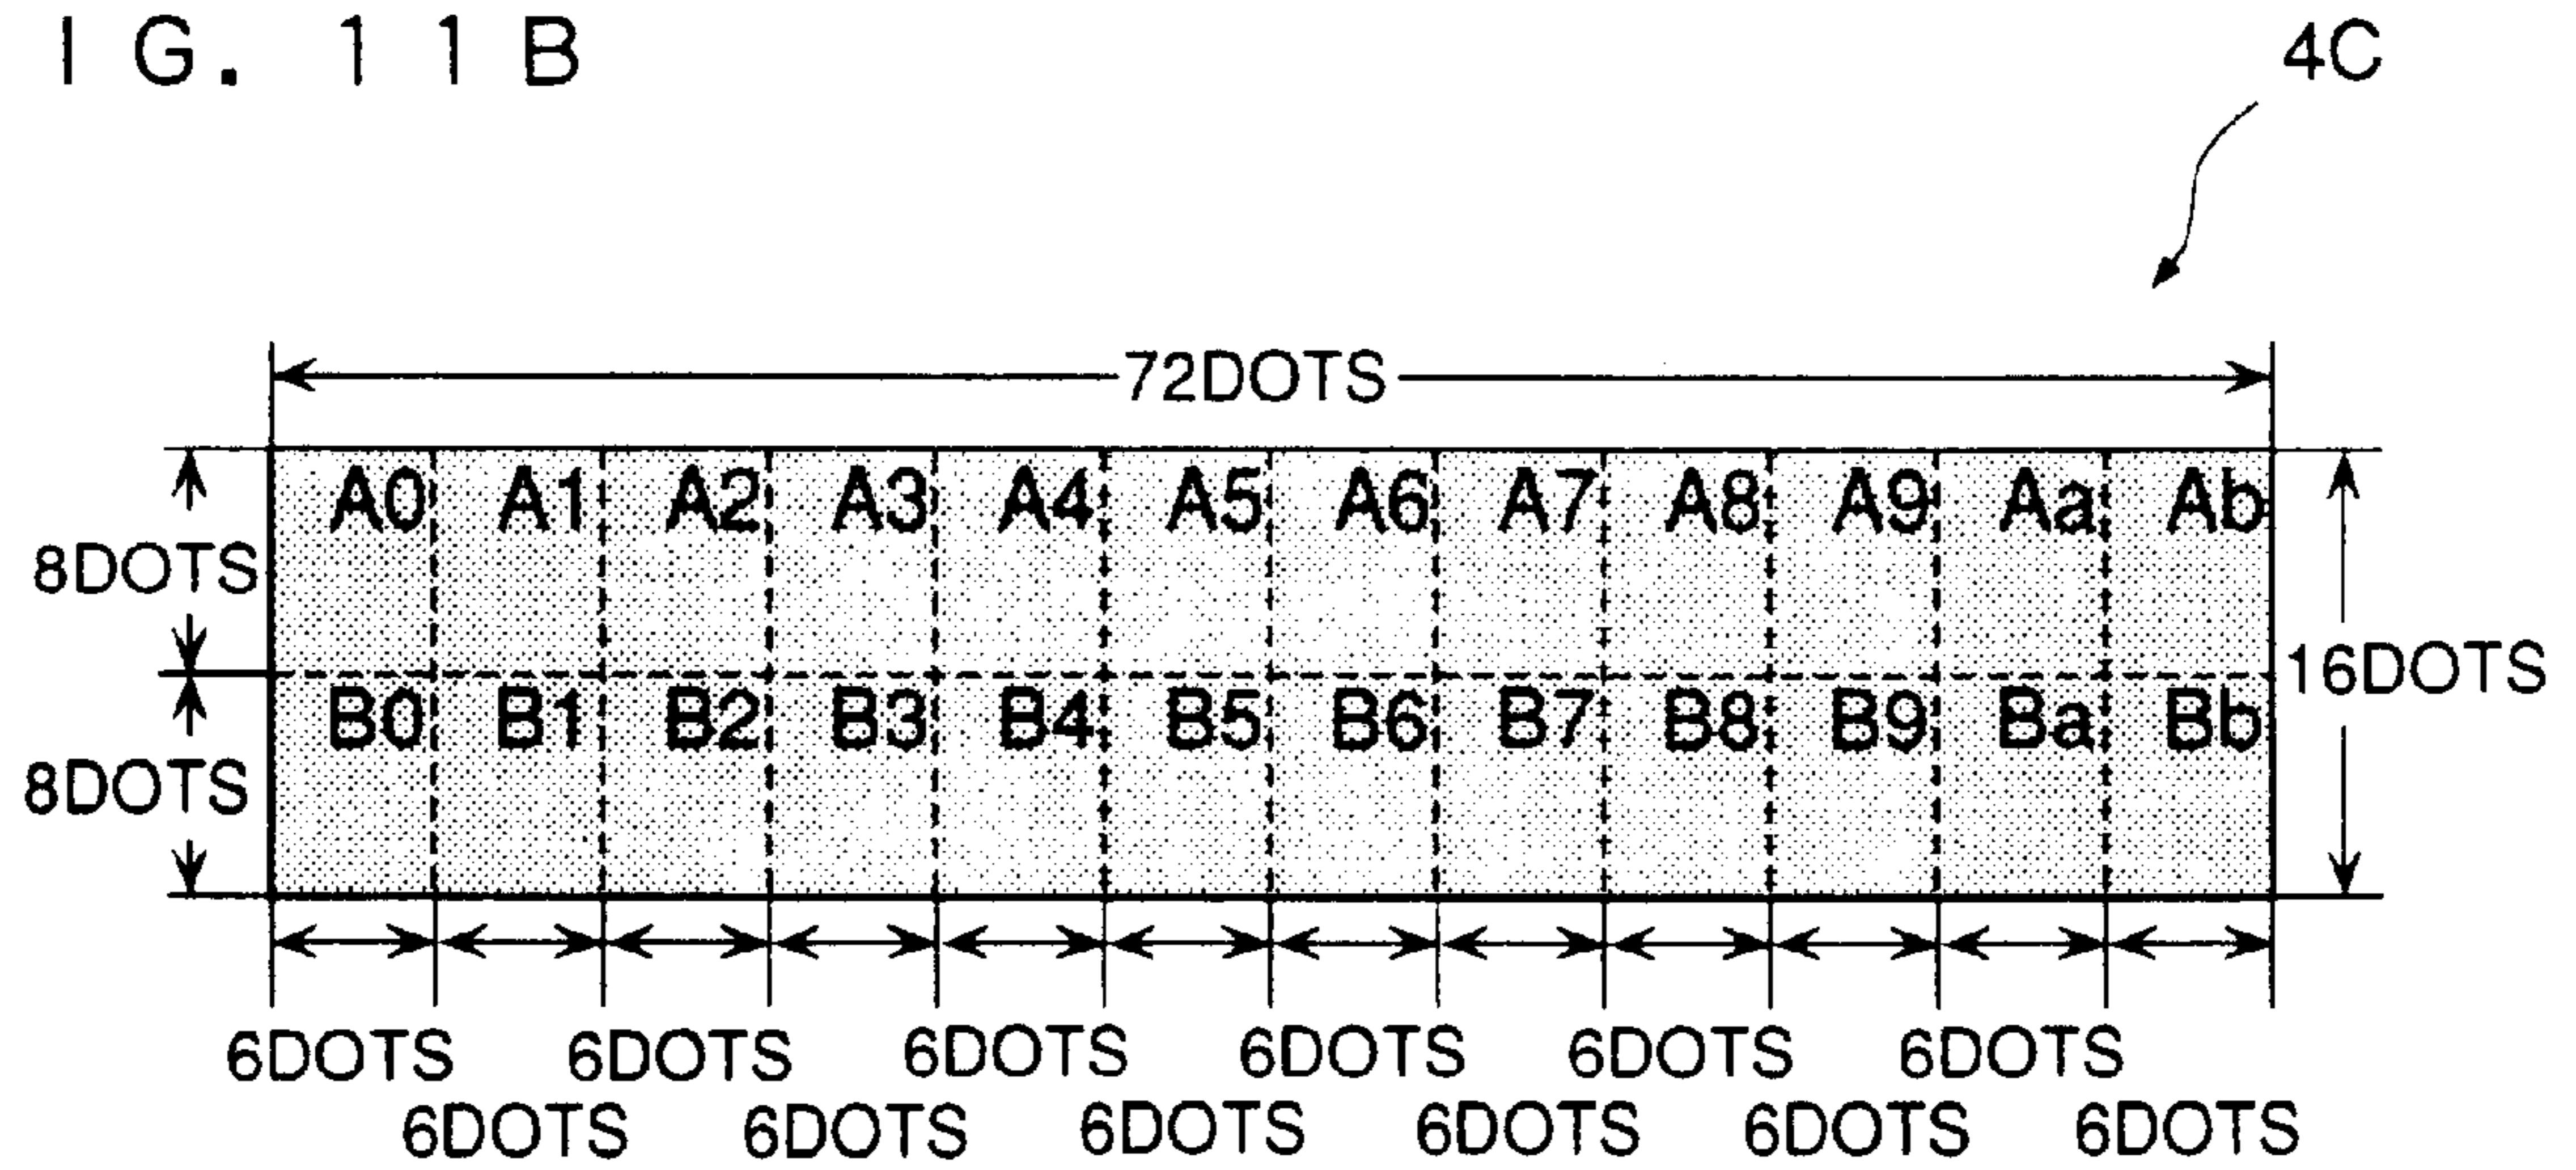 IG. 11B
4C
72DOTS
A0 A1 A2 A3 A4 A5 A6 A7 A8 A9 Aa Ab
8DOTS
16DOTS
B0 B1 B2 B3 B4 B5 B6 B7 B8 B9 Ba Bb
8DOTS
6DOTS 6DOTS 6DOTS 6DOTS 6DOTS 6DOTS
6DOTS 6DOTS 6DOTS 6DOTS 6DOTS 6DOTS